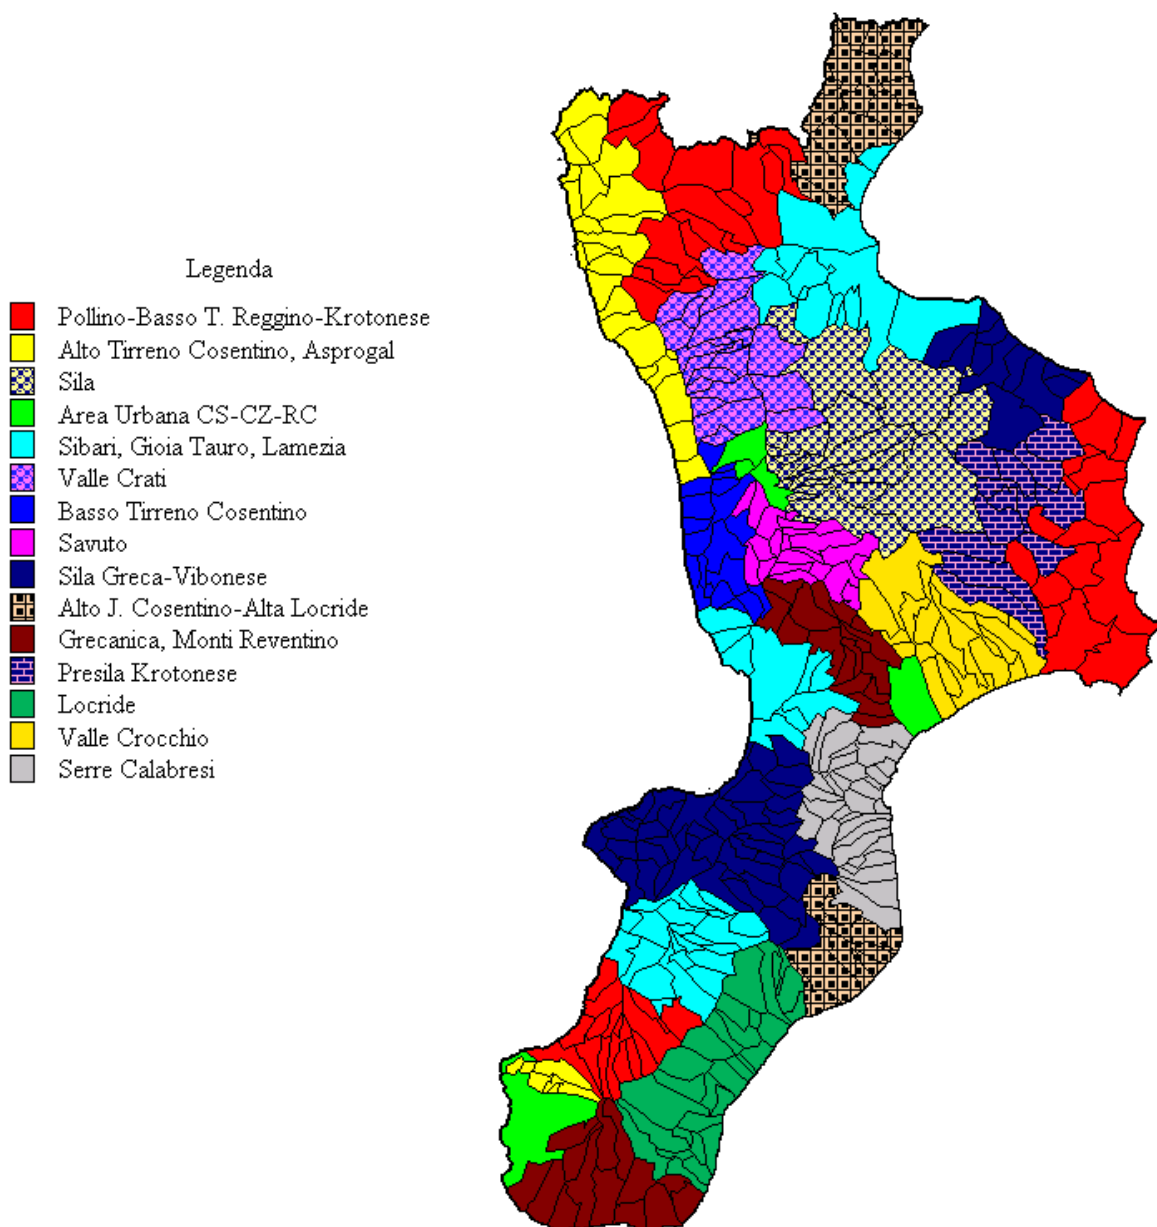 Legenda
Pollino-Basso T. Reggino-Krotonese
Alto Tirreno Cosentino, Asprogal
Sila
Area Urbana CS-CZ-RC
Sibari, Gioia Tauro, Lamezia
Valle Crati
Basso Tirreno Cosentino
Savuto
Sila Greca-Vibonese
Alto J. Cosentino-Alta Locride
Grecanica, Monti Reventino
Presila Krotonese
Locride
Valle Crocchio
Serre Calabresi